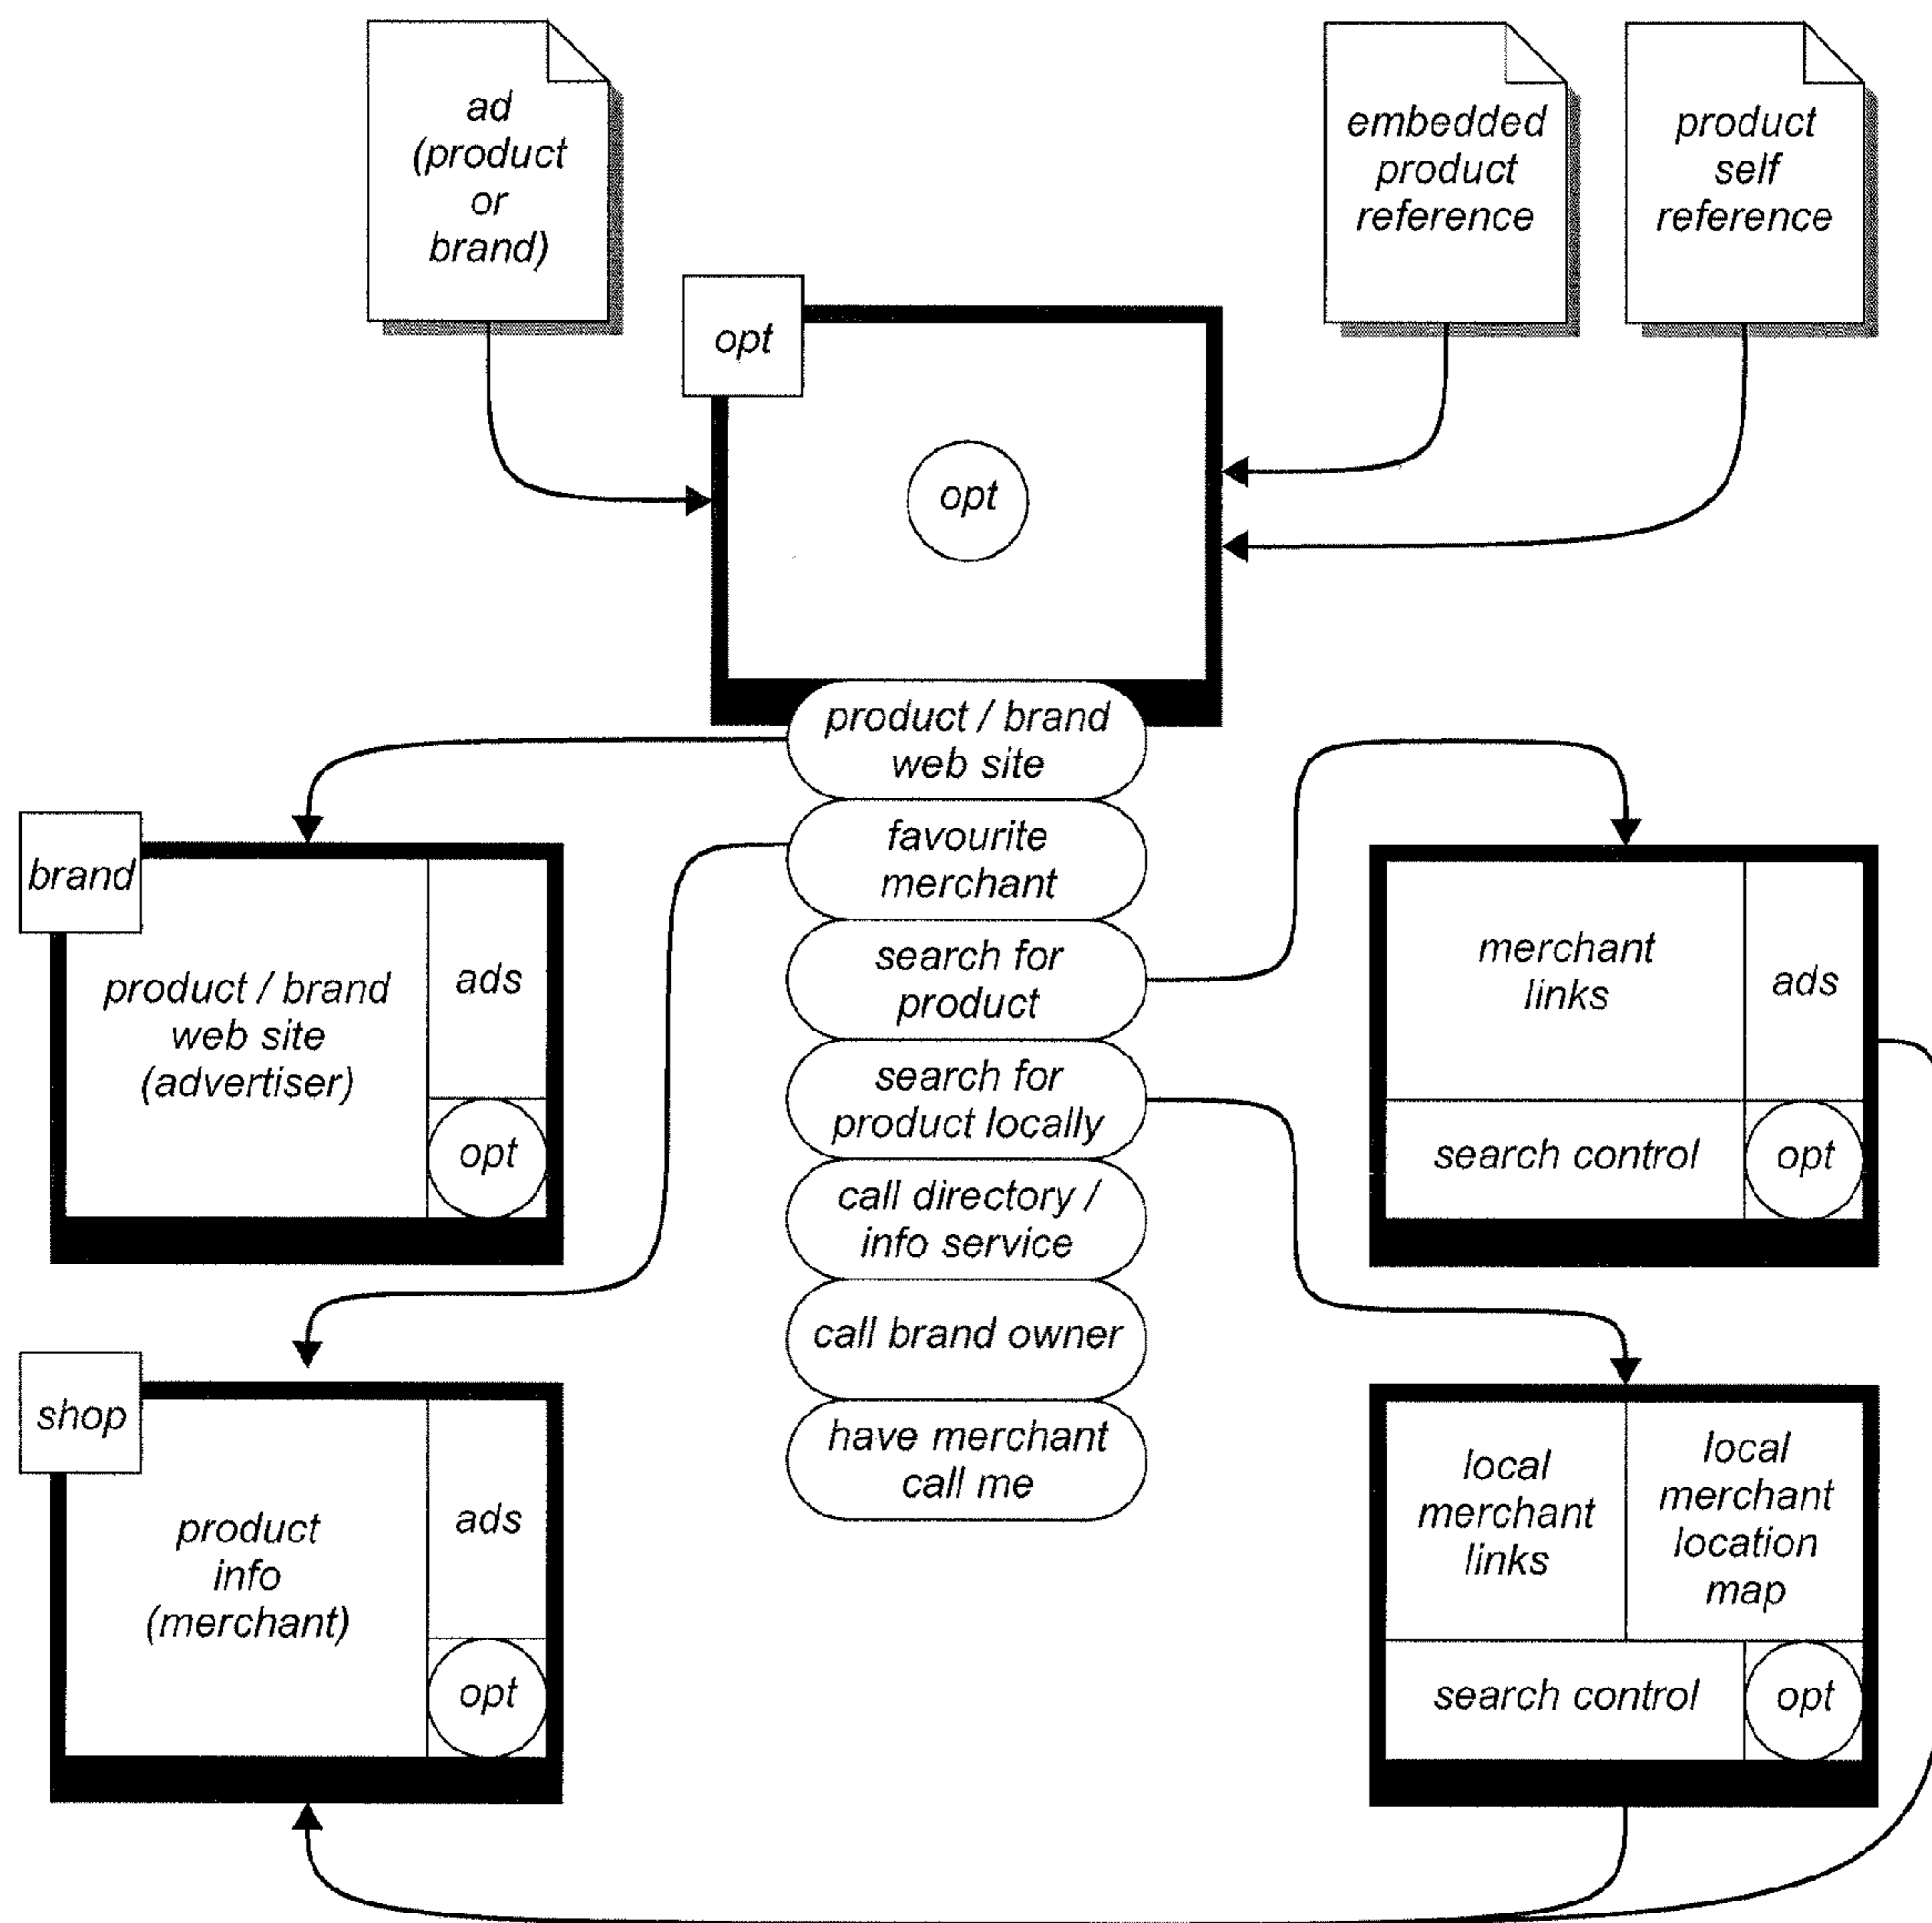 ad
(product
or
brand)
embedded
product
reference
product
self
reference
opt
opt
product / brand
web site
favourite
merchant
search for
product
search for
product locally
call directory /
info service
call brand owner
have merchant
call me
brand
product / brand
web site
(advertiser)
ads
opt
merchant
links
ads
search control
opt
shop
product
info
(merchant)
ads
opt
local
merchant
links
local
merchant
location
map
search control
opt